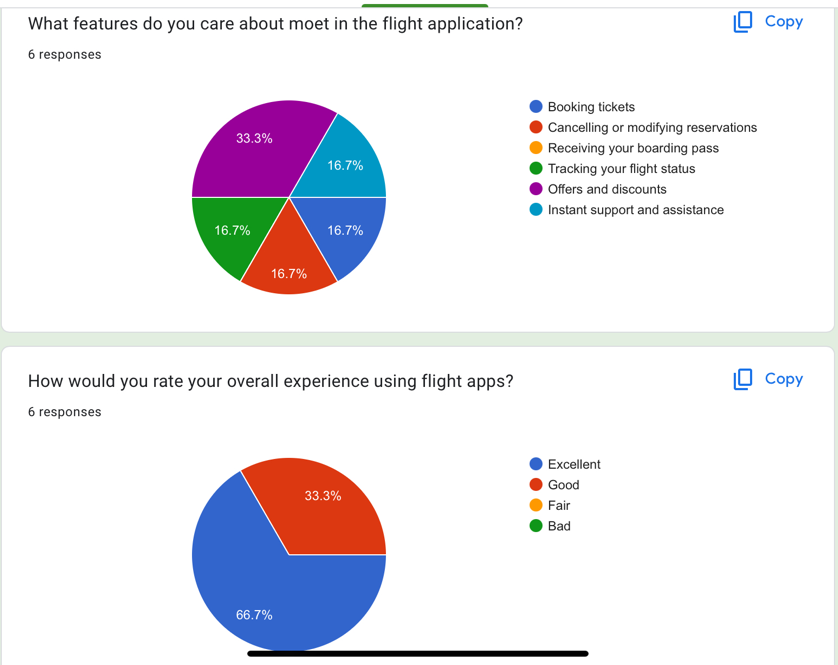 What features do you care about moet in the flight application?
Copy
6 responses
33.3%
16.7%
16.7%
16.7%
16.7%
Booking tickets
Cancelling or modifying reservations
Receiving your boarding pass
Tracking your flight status
Offers and discounts
Instant support and assistance
How would you rate your overall experience using flight apps?
Copy
6 responses
33.3%
66.7%
Excellent
Good
Fair
Bad